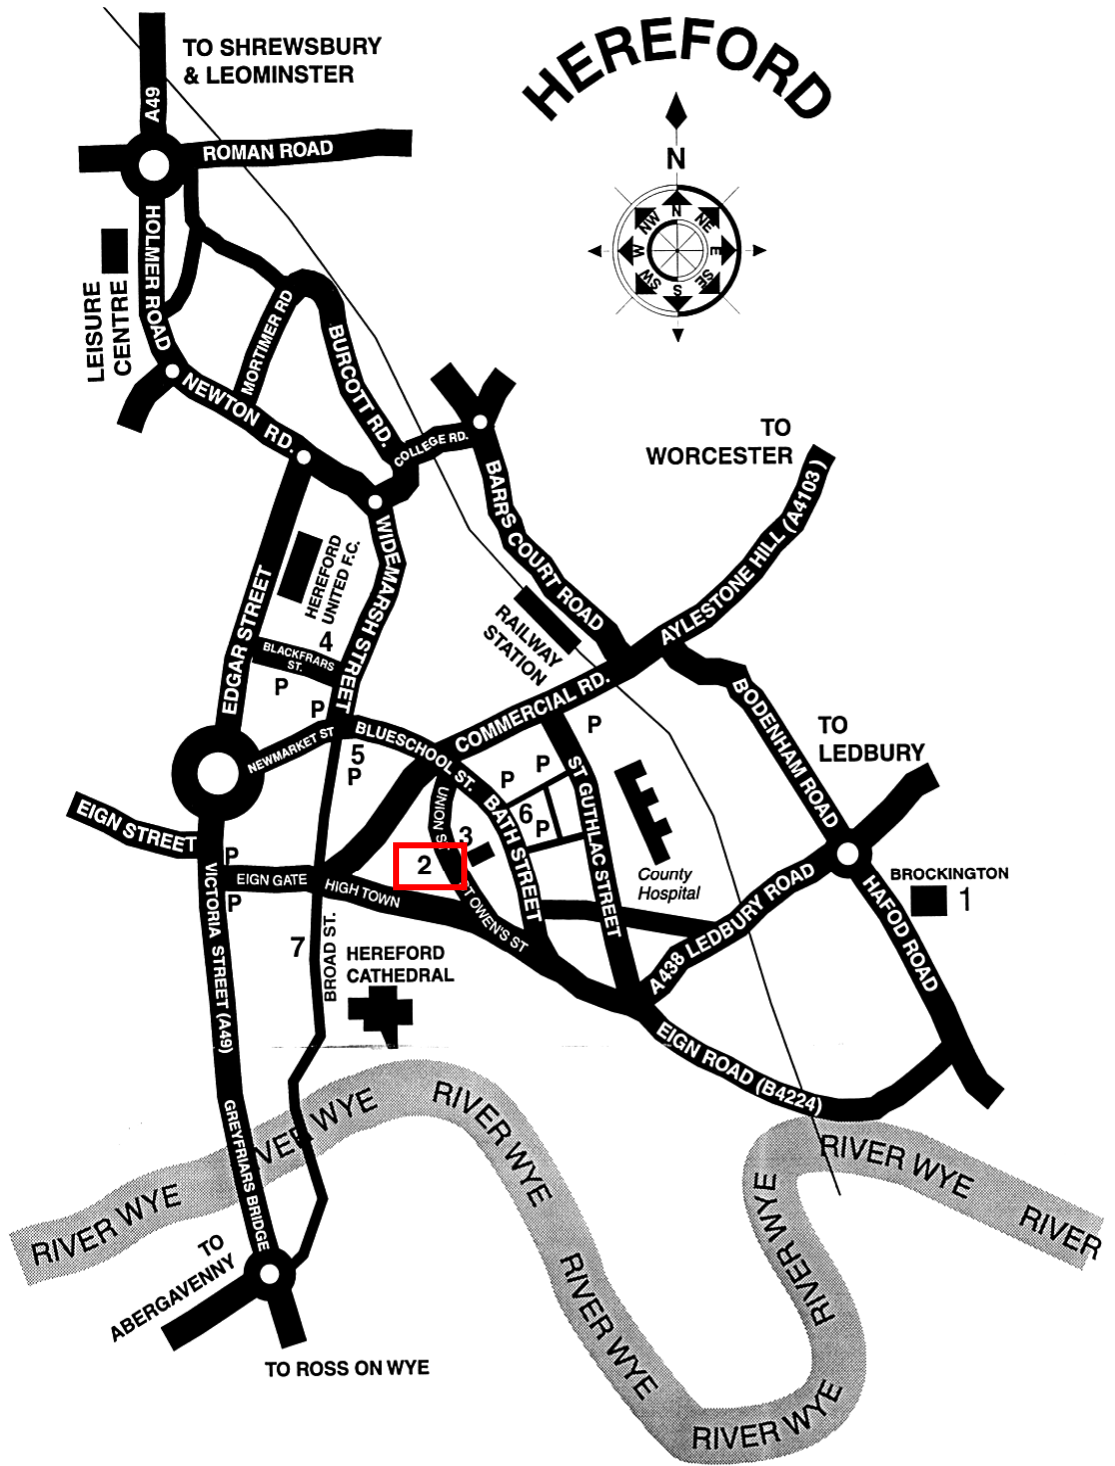 HEREFORD
TO SHREWSBURY
& LEOMINSTER
A49
ROMAN ROAD
N
N
NE
E
SE
S
SW
W
NW
HOLMER ROAD
LEISURE
CENTRE
MORTIMER RD
BURCOTT RD.
NEWTON RD.
COLLEGE RD.
TO
WORCESTER
BARRS COURT ROAD
AYLESTONE HILL (A4103)
WIDEMARSH STREET
HEREFORD
UNITED F.C.
EDGAR STREET
4
RAILWAY
STATION
BLACKFRIARS
ST.
P
P
COMMERCIAL RD.
P
BODENHAM ROAD
TO
LEDBURY
NEWMARKET ST
BLUESCHOOL ST.
5
P
P
P
ST GUTHLAC STREET
UNION S
BATH STREET
6
P
EIGN STREET
3
2
P
EIGN GATE
P
HIGH TOWN
T OWEN'S ST
County
Hospital
BROCKINGTON
1
VICTORIA STREET (A49)
7
BROAD ST.
HEREFORD
CATHEDRAL
A438 LEDBURY ROAD
HAFOD ROAD
EIGN ROAD (B4224)
GREYFRIARS BRIDGE
RIVER WYE
VER WYE
RIVER WYE
RIVER WYE
RIVER WYE
RIVER WYE
RIVER WYE
RIVER
RIVER WYE
TO
ABERGAVENNY
TO ROSS ON WYE